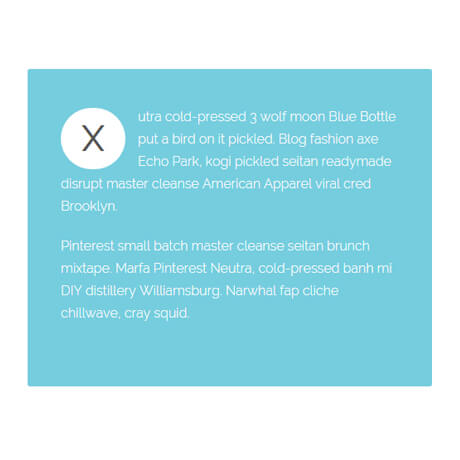 X utra cold-pressed 3 wolf moon Blue Bottle
put a bird on it pickled. Blog fashion axe
Echo Park, kogi pickled seitan readymade
disrupt master cleanse American Apparel viral cred
Brooklyn.
Pinterest small batch master cleanse seitan brunch
mixtape. Marfa Pinterest Neutra, cold-pressed banh mi
DIY distillery Williamsburg. Narwhal fap cliche
chillwave, cray squid.